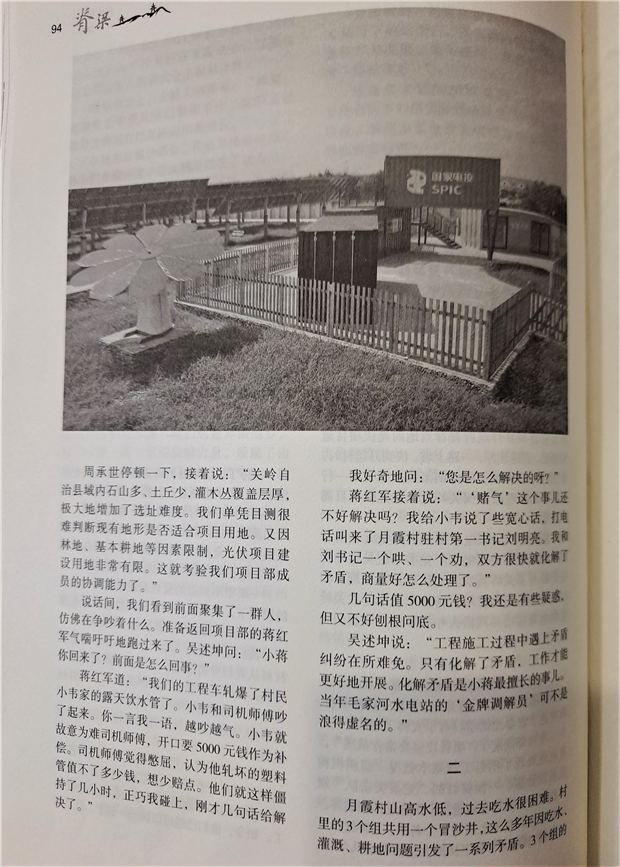 94 脊梁
国家电投
SPIC
周承世停顿一下，接着说：“关岭自
治县域内石山多、土丘少，灌木丛覆盖层厚，
极大地增加了选址难度。我们单凭目测很
难判断现有地形是否适合项目用地。又因
林地、基本耕地等因素限制，光伏项目建
设用地非常有限。这就考验我们项目部成
员的协调能力了。”
说话间，我们看到前面聚集了一群人，
仿佛在争吵着什么。准备返回项目部的蒋红
军气喘吁吁地跑过来了。吴述坤问：“小蒋
你回来了？前面是怎么回事？”
蒋红军道：“我们的工程车轧爆了村民
小韦家的露天饮水管了。小韦和司机师傅吵
了起来。你一言我一语，越吵越气。小韦就
故意为难司机师傅，开口要 5000 元钱作为补
偿。司机师傅觉得憋屈，认为他轧坏的塑料
管值不了多少钱，想少赔点。他们就这样僵
持了几小时，正巧我碰上，刚才几句话给解
决了。”
我好奇地问：“您是怎么解决的呀？”
蒋红军接着说：“‘赌气’这个事儿还
不好解决吗？我给小韦说了些宽心话，打电
话叫来了月霞村驻村第一书记刘明亮。我和
刘书记一个哄、一个劝，双方很快就化解了
矛盾，商量好怎么处理了。”
几句话值 5000 元钱？我还是有些疑惑，
但又不好刨根问底。
吴述坤说：“工程施工过程中遇上矛盾
纠纷在所难免。只有化解了矛盾，工作才能
更好地开展。化解矛盾是小蒋最擅长的事儿。
当年毛家河水电站的‘金牌调解员’可不是
浪得虚名的。”
二
月霞村山高水低，过去吃水很困难。村
里的 3 个组共用一个冒沙井，这么多年因吃水、
灌溉、耕地问题引发了一系列矛盾。3 个组的